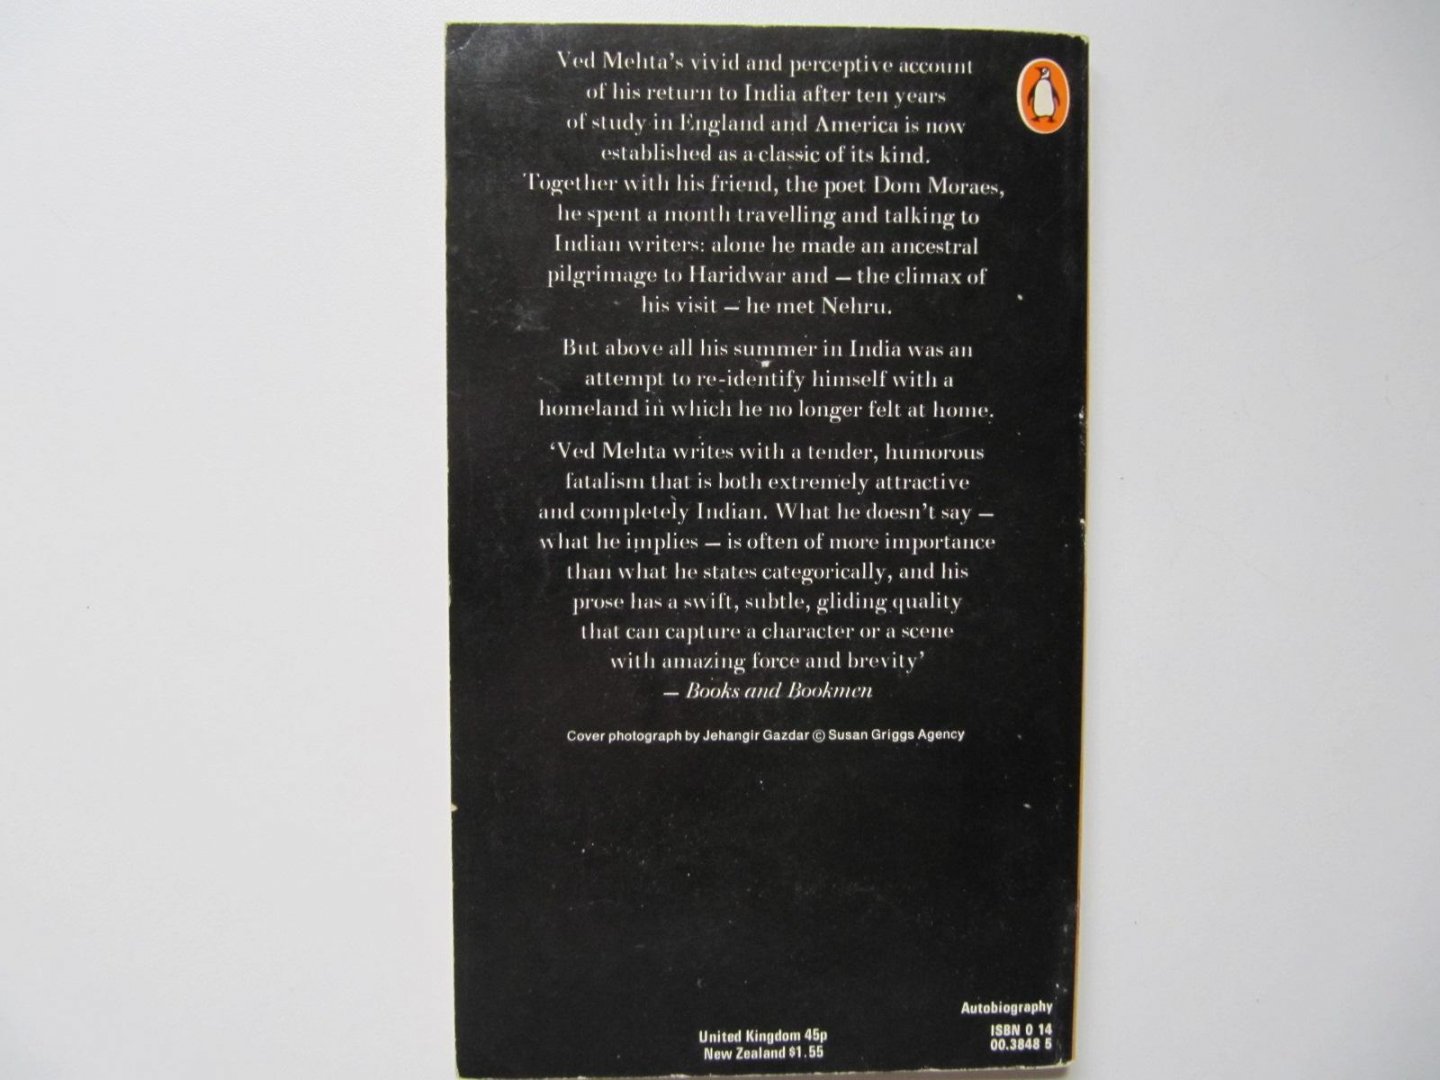 Ved Mehta's vivid and perceptive account
of his return to India after ten years
of study in England and America is now
established as a classic of its kind.
Together with his friend, the poet Dom Moraes,
he spent a month travelling and talking to
Indian writers: alone he made an ancestral
pilgrimage to Haridwar and – the climax of
his visit – he met Nehru.
But above all his summer in India was an
attempt to re-identify himself with a
homeland in which he no longer felt at home.
‘Ved Mehta writes with a tender, humorous
fatalism that is both extremely attractive
and completely Indian. What he doesn't say –
what he implies – is often of more importance
than what he states categorically, and his
prose has a swift, subtle, gliding quality
that can capture a character or a scene
with amazing force and brevity’
– Books and Bookmen
Cover photograph by Jehangir Gazdar © Susan Griggs Agency
Autobiography
United Kingdom 45p
New Zealand $1.55
ISBN 0 14
00.3848 5